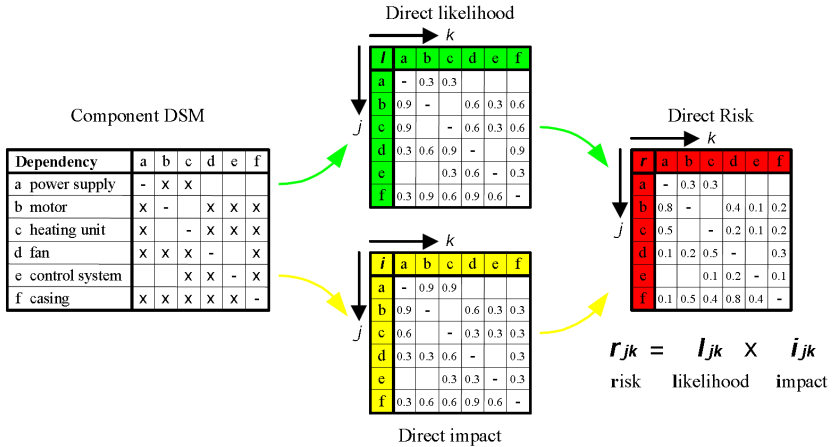 Direct likelihood
k
j
l a b c d e f
a - 0.3 0.3
b 0.9 - 0.6 0.3 0.6
c 0.9 - 0.6 0.3 0.6
d 0.3 0.6 0.9 - 0.9
e 0.3 0.6 - 0.3
f 0.3 0.9 0.6 0.9 0.6 -
Component DSM
Dependency a b c d e f
a power supply - x x
b motor x - x x x
c heating unit x - x x x
d fan x x x - x
e control system x x - x
f casing x x x x x -
k
j
i a b c d e f
a - 0.9 0.9
b 0.9 - 0.6 0.3 0.3
c 0.6 - 0.3 0.3 0.3
d 0.3 0.3 0.6 - 0.3
e 0.3 0.3 - 0.3
f 0.3 0.6 0.6 0.9 0.6 -
Direct impact
Direct Risk
k
j
r a b c d e f
a - 0.3 0.3
b 0.8 - 0.4 0.1 0.2
c 0.5 - 0.2 0.1 0.2
d 0.1 0.2 0.5 - 0.3
e 0.1 0.2 - 0.1
f 0.1 0.5 0.4 0.8 0.4 -
rjk = ljk x ijk
risk likelihood impact